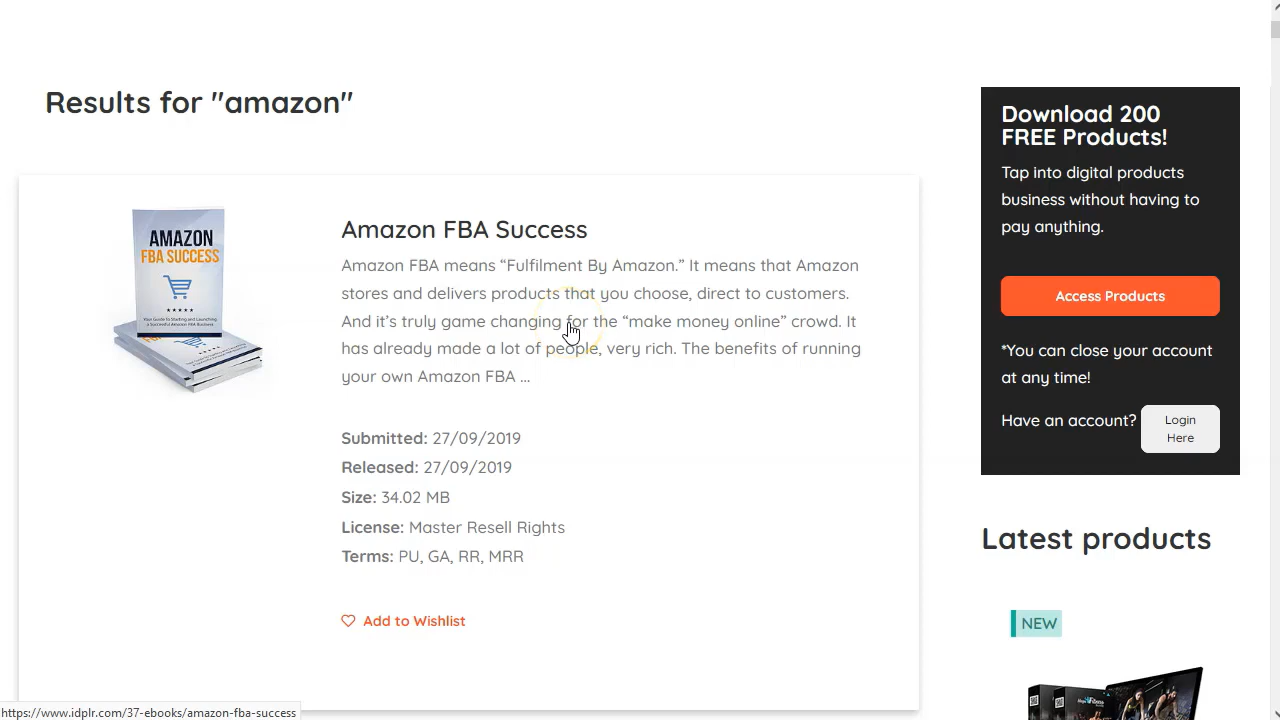 Results for "amazon"
AMAZON
FBA SUCCESS
Amazon FBA Success
Amazon FBA means “Fulfilment By Amazon.” It means that Amazon
stores and delivers products that you choose, direct to customers.
And it’s truly game changing for the “make money online” crowd. It
has already made a lot of people, very rich. The benefits of running
your own Amazon FBA ...
Submitted: 27/09/2019
Released: 27/09/2019
Size: 34.02 MB
License: Master Resell Rights
Terms: PU, GA, RR, MRR
Add to Wishlist
Download 200
FREE Products!
Tap into digital products
business without having to
pay anything.
Access Products
*You can close your account
at any time!
Have an account?
Login
Here
Latest products
NEW
https://www.idplr.com/37-ebooks/amazon-fba-success